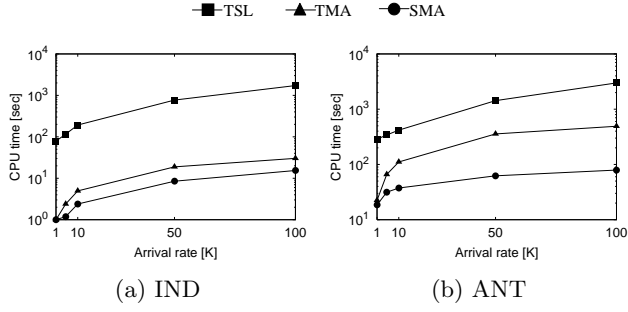 TSL TMA SMA
CPU time [sec]
10^4
10^3
10^2
10^1
10^0
1 10 50 100
Arrival rate [K]
(a) IND
CPU time [sec]
10^4
10^3
10^2
10^1
1 10 50 100
Arrival rate [K]
(b) ANT